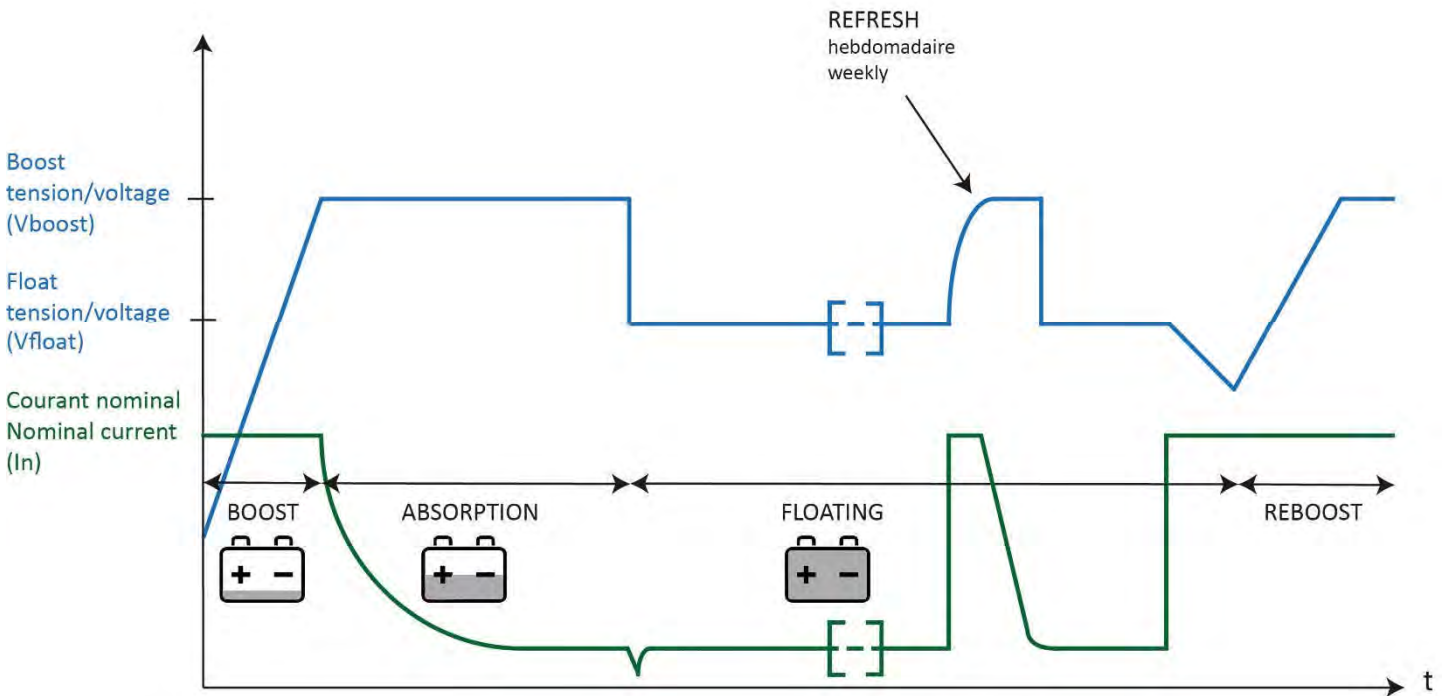 REFRESH
hebdomadaire
weekly
Boost
tension/voltage
(Vboost)
Float
tension/voltage
(Vfloat)
Courant nominal
Nominal current
(In)
BOOST
ABSORPTION
FLOATING
REBOOST
+ −
+ −
+ −
t